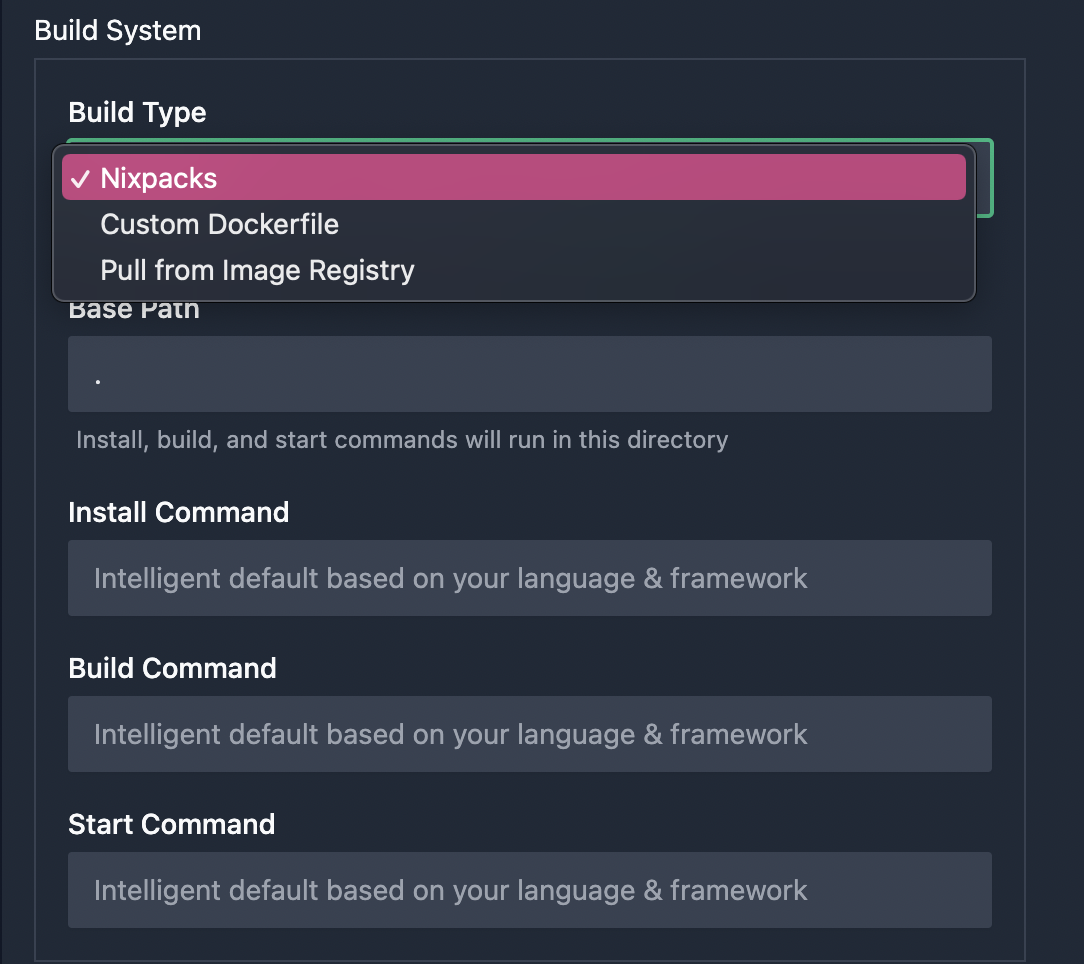 Build System
Build Type
✓ Nixpacks
Custom Dockerfile
Pull from Image Registry
Base Path
.
Install, build, and start commands will run in this directory
Install Command
Intelligent default based on your language & framework
Build Command
Intelligent default based on your language & framework
Start Command
Intelligent default based on your language & framework